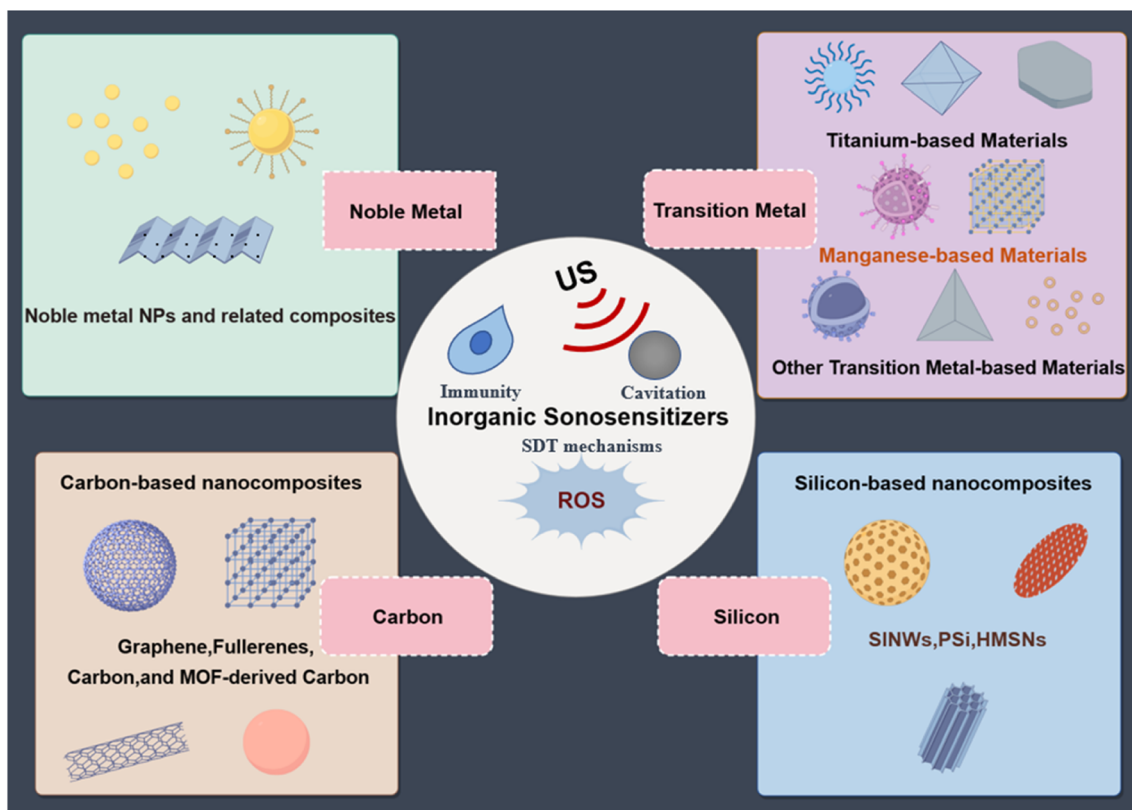 Noble Metal
Noble metal NPs and related composites
Transition Metal
Titanium-based Materials
Manganese-based Materials
Other Transition Metal-based Materials
US
Immunity
Cavitation
Inorganic Sonosensitizers
SDT mechanisms
ROS
Carbon-based nanocomposites
Carbon
Graphene,Fullerenes,
Carbon,and MOF-derived Carbon
Silicon-based nanocomposites
Silicon
SINWs,PSi,HMSNs